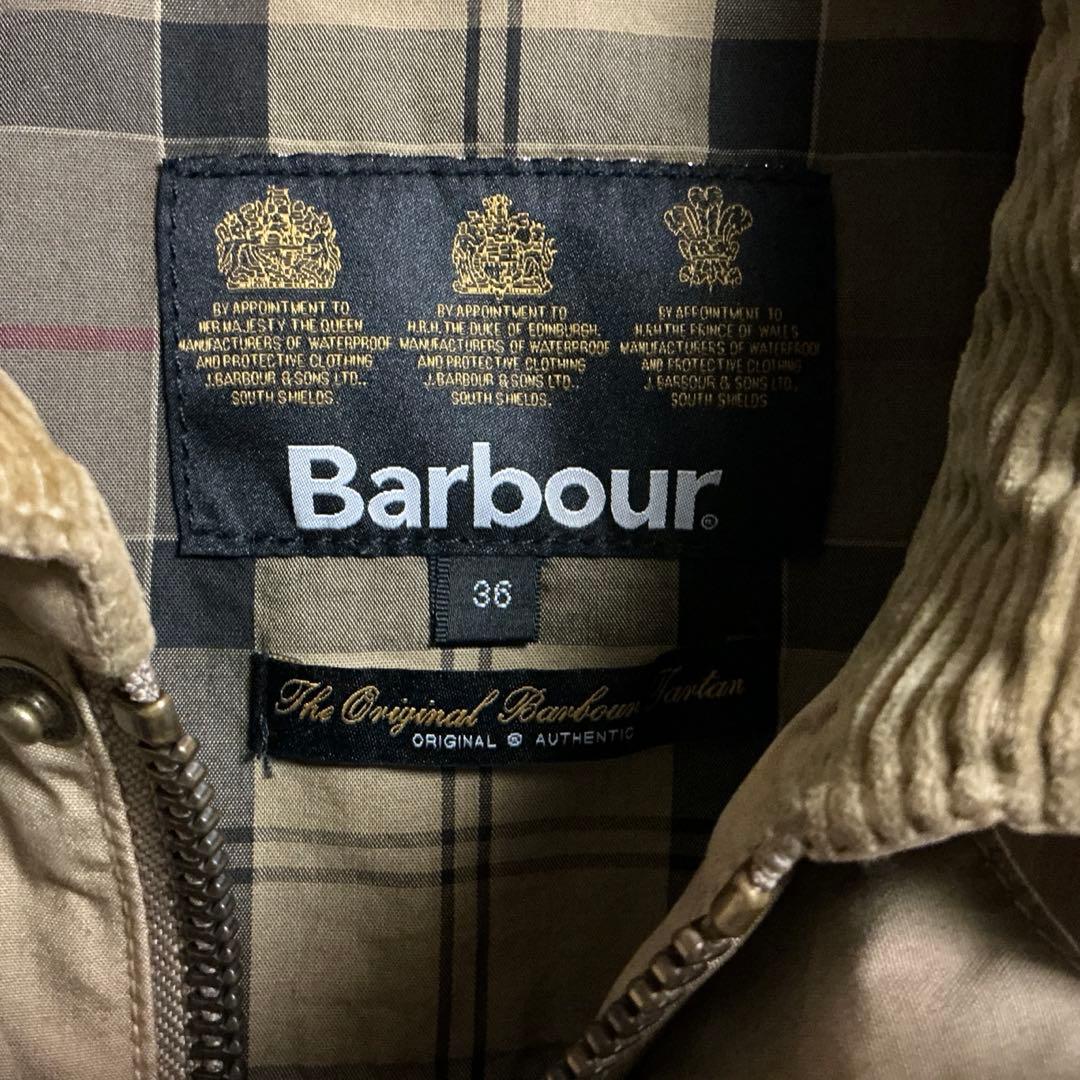 BY APPOINTMENT TO
HER MAJESTY THE QUEEN
MANUFACTURERS OF WATERPROOF
AND PROTECTIVE CLOTHING
J.BARBOUR & SONS LTD..
SOUTH SHIELDS.
BY APPOINTMENT TO
H.R.H. THE DUKE OF EDINBURGH.
MANUFACTURERS OF WATERPROOF
AND PROTECTIVE CLOTHING
J.BARBOUR & SONS LTD..
SOUTH SHIELDS.
BY APPOINTMENT TO
H.R.H THE PRINCE OF WALES
MANUFACTURERS OF WATERPROOF
AND PROTECTIVE CLOTHING
J. BARBOUR & SONS LTD..
SOUTH SHIELDS
Barbour®
36
The Original Barbour Tartan
ORIGINAL ® AUTHENTIC